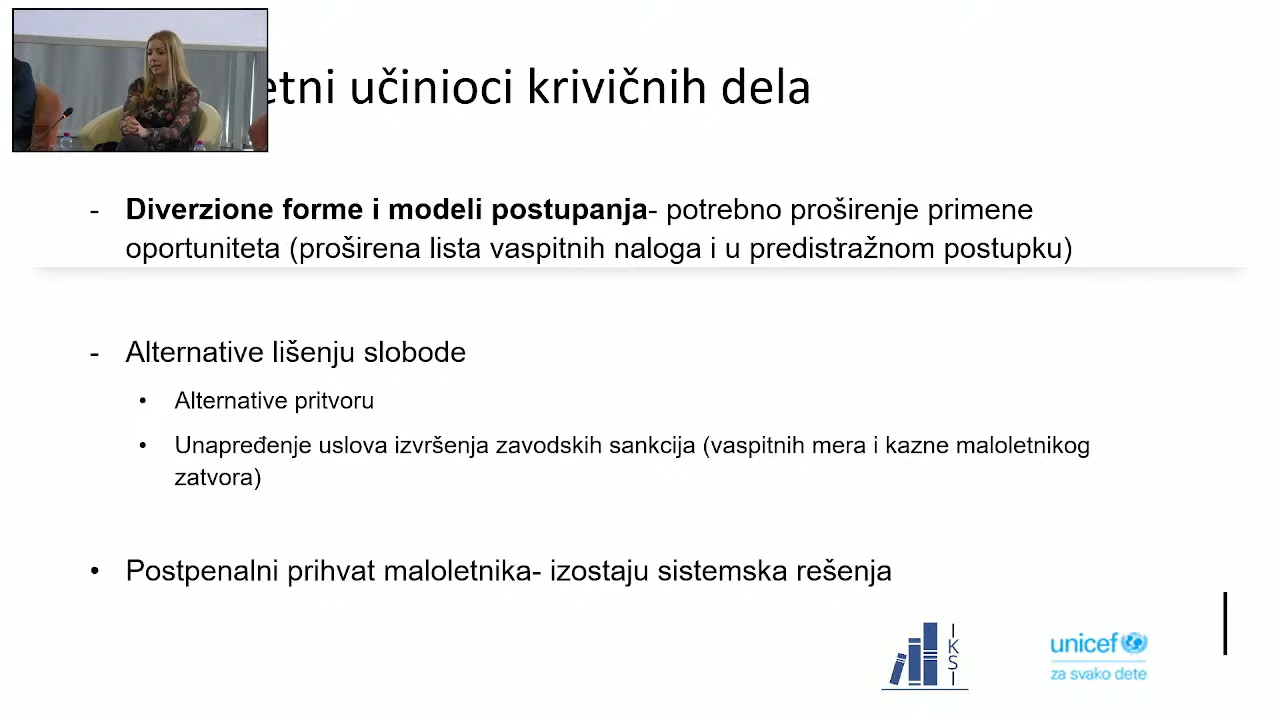 etni učinioci krivičnih dela
- Diverzione forme i modeli postupanja- potrebno proširenje primene
oportuniteta (proširena lista vaspitnih naloga i u predistražnom postupku)
- Alternative lišenju slobode
• Alternative pritvoru
• Unapređenje uslova izvršenja zavodskih sankcija (vaspitnih mera i kazne maloletnikog
zatvora)
• Postpenalni prihvat maloletnika- izostaju sistemska rešenja
IKSI
unicef
za svako dete